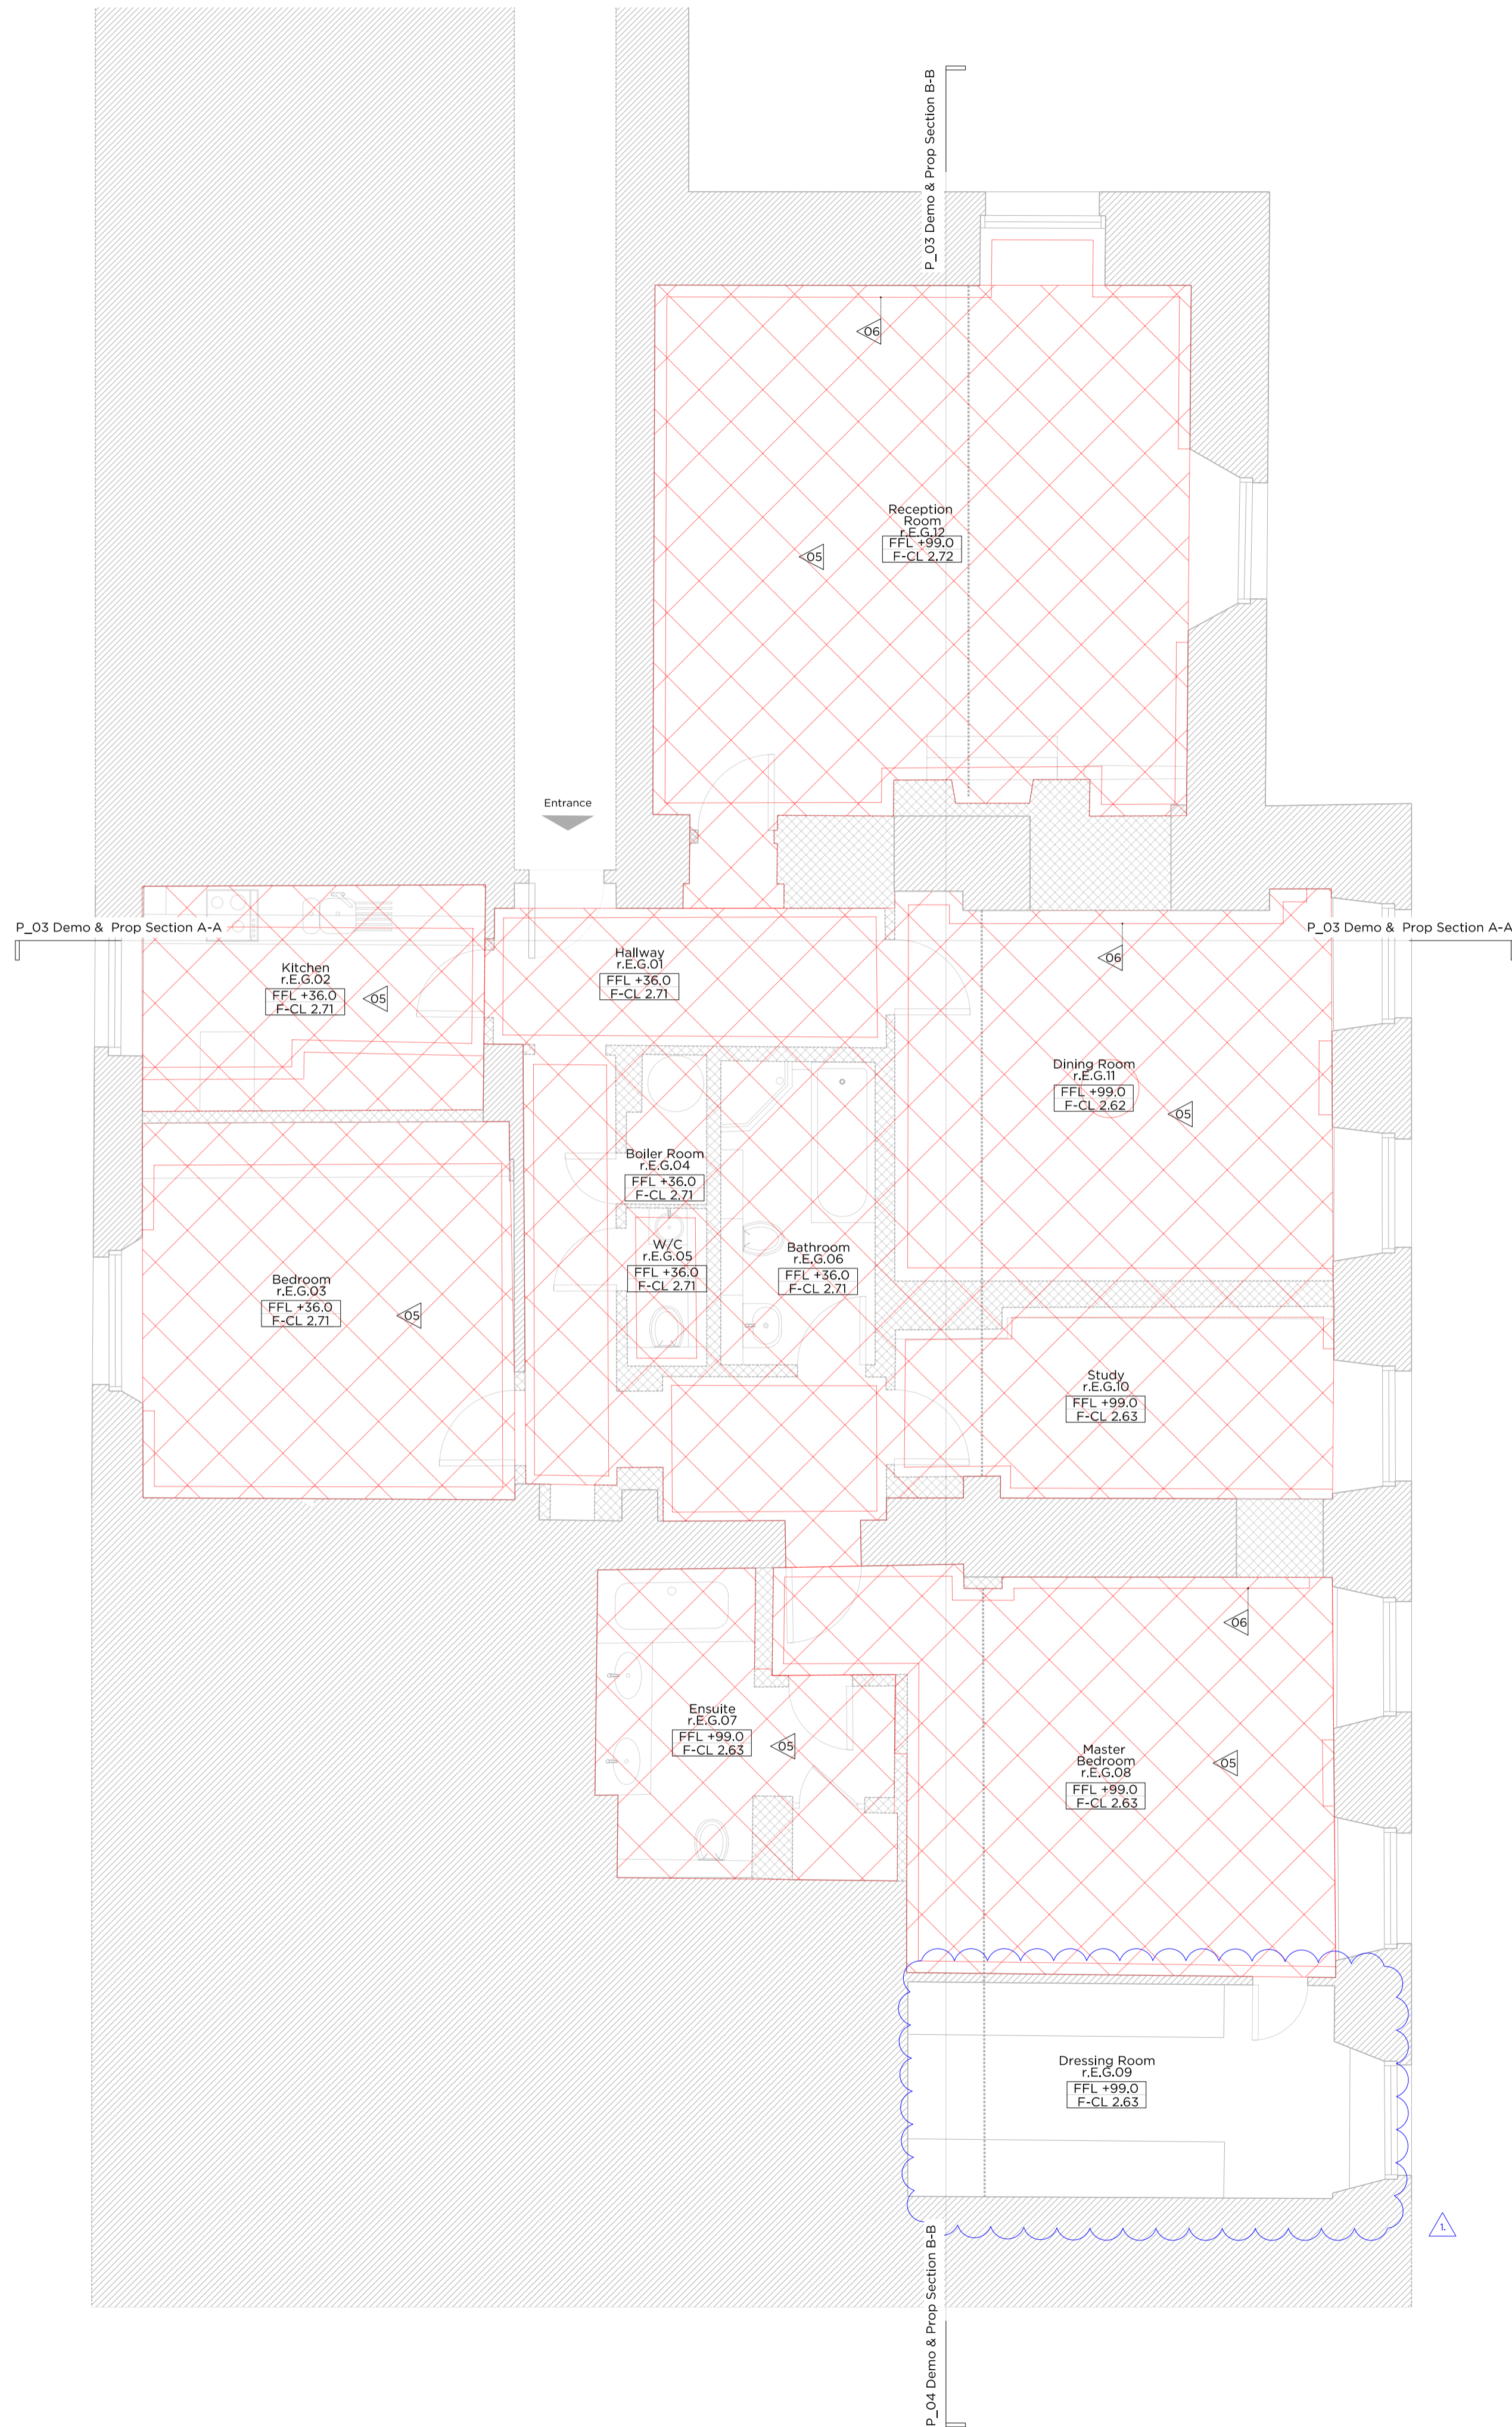 P_03 Demo & Prop Section B-B
06
Reception
Room
r.E.G.12
FFL +99.0
F-CL 2.72
05
Entrance
P_03 Demo &  Prop Section A-A
P_03 Demo &  Prop Section A-A
Kitchen
r.E.G.02
FFL +36.0
F-CL 2.71
05
Hallway
r.E.G.01
FFL +36.0
F-CL 2.71
06
Dining Room
r.E.G.11
FFL +99.0
F-CL 2.62
05
Boiler Room
r.E.G.04
FFL +36.0
F-CL 2.71
W/C
r.E.G.05
FFL +36.0
F-CL 2.71
Bathroom
r.E.G.06
FFL +36.0
F-CL 2.71
Bedroom
r.E.G.03
FFL +36.0
F-CL 2.71
05
Study
r.E.G.10
FFL +99.0
F-CL 2.63
06
Ensuite
r.E.G.07
FFL +99.0
F-CL 2.63
05
Master
Bedroom
r.E.G.08
FFL +99.0
F-CL 2.63
05
Dressing Room
r.E.G.09
FFL +99.0
F-CL 2.63
1.
P_04 Demo & Prop Section B-B